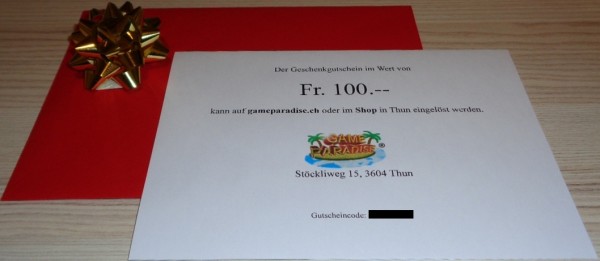 Der Geschenkgutschein im Wert von
Fr. 100.--
kann auf gameparadise.ch oder im Shop in Thun eingelöst werden.
GAME
PARADISE ®
Stöckliweg 15, 3604 Thun
Gutscheincode: